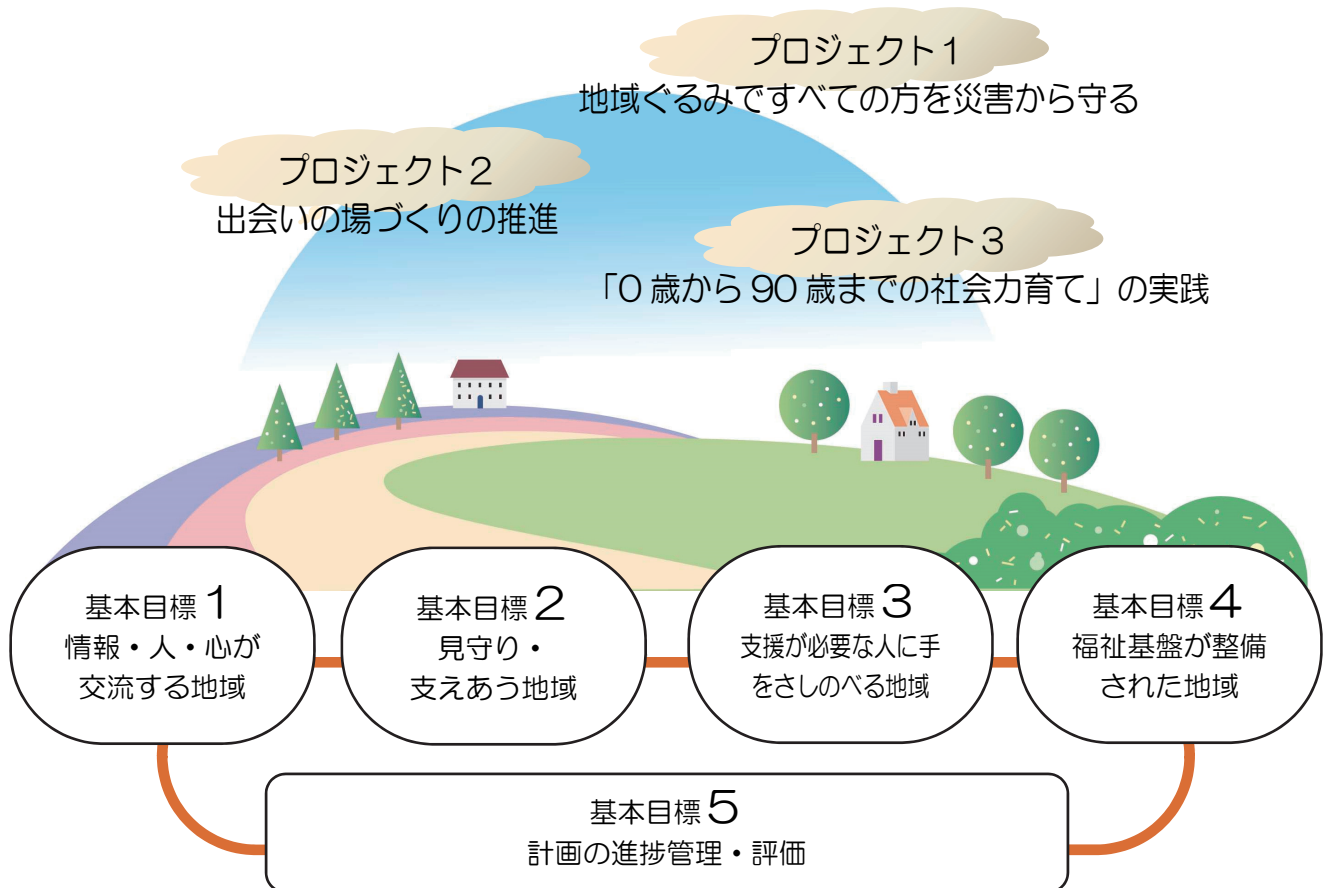 プロジェクト1
地域ぐるみですべての方を災害から守る
プロジェクト2
出会いの場づくりの推進
プロジェクト3
「0歳から90歳までの社会力育て」の実践
基本目標1
情報・人・心が
交流する地域
基本目標2
見守り・
支えあう地域
基本目標3
支援が必要な人に手
をさしのべる地域
基本目標4
福祉基盤が整備
された地域
基本目標5
計画の進捗管理・評価